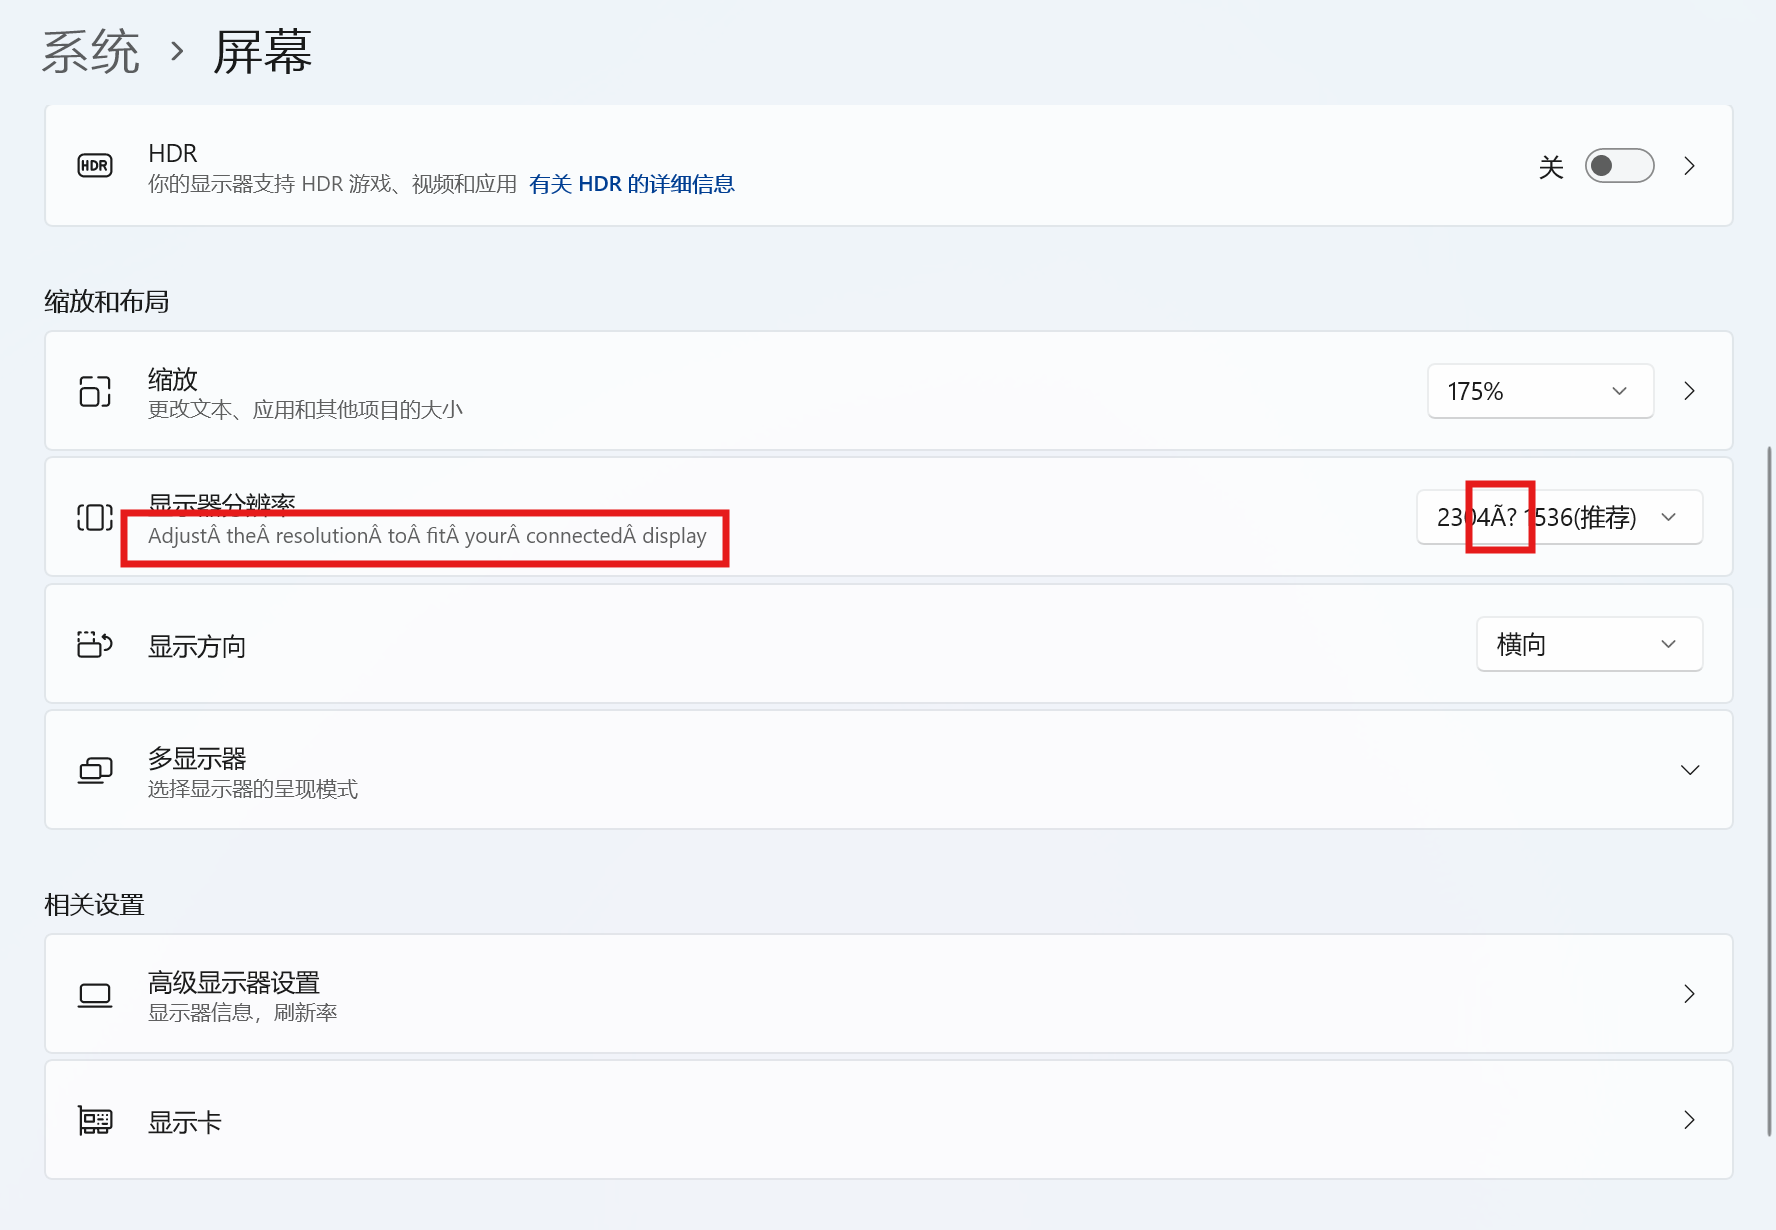 系统 › 屏幕
HDR
HDR
你的显示器支持 HDR 游戏、视频和应用 有关 HDR 的详细信息
关
缩放和布局
缩放
更改文本、应用和其他项目的大小
175%
显示器分辨率
AdjustÂ theÂ resolutionÂ toÂ fitÂ yourÂ connectedÂ display
2304Ã? 1536(推荐)
显示方向
横向
多显示器
选择显示器的呈现模式
相关设置
高级显示器设置
显示器信息，刷新率
显示卡